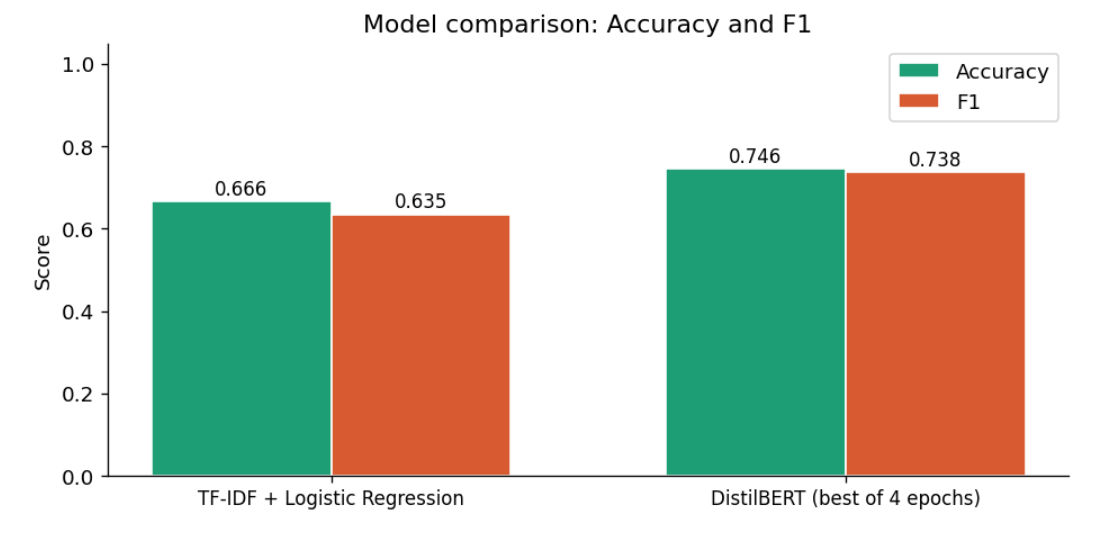 Model comparison: Accuracy and F1
1.0
0.8
0.6
0.4
0.2
0.0
Score
Accuracy
F1
0.666
0.635
0.746
0.738
TF-IDF + Logistic Regression
DistilBERT (best of 4 epochs)